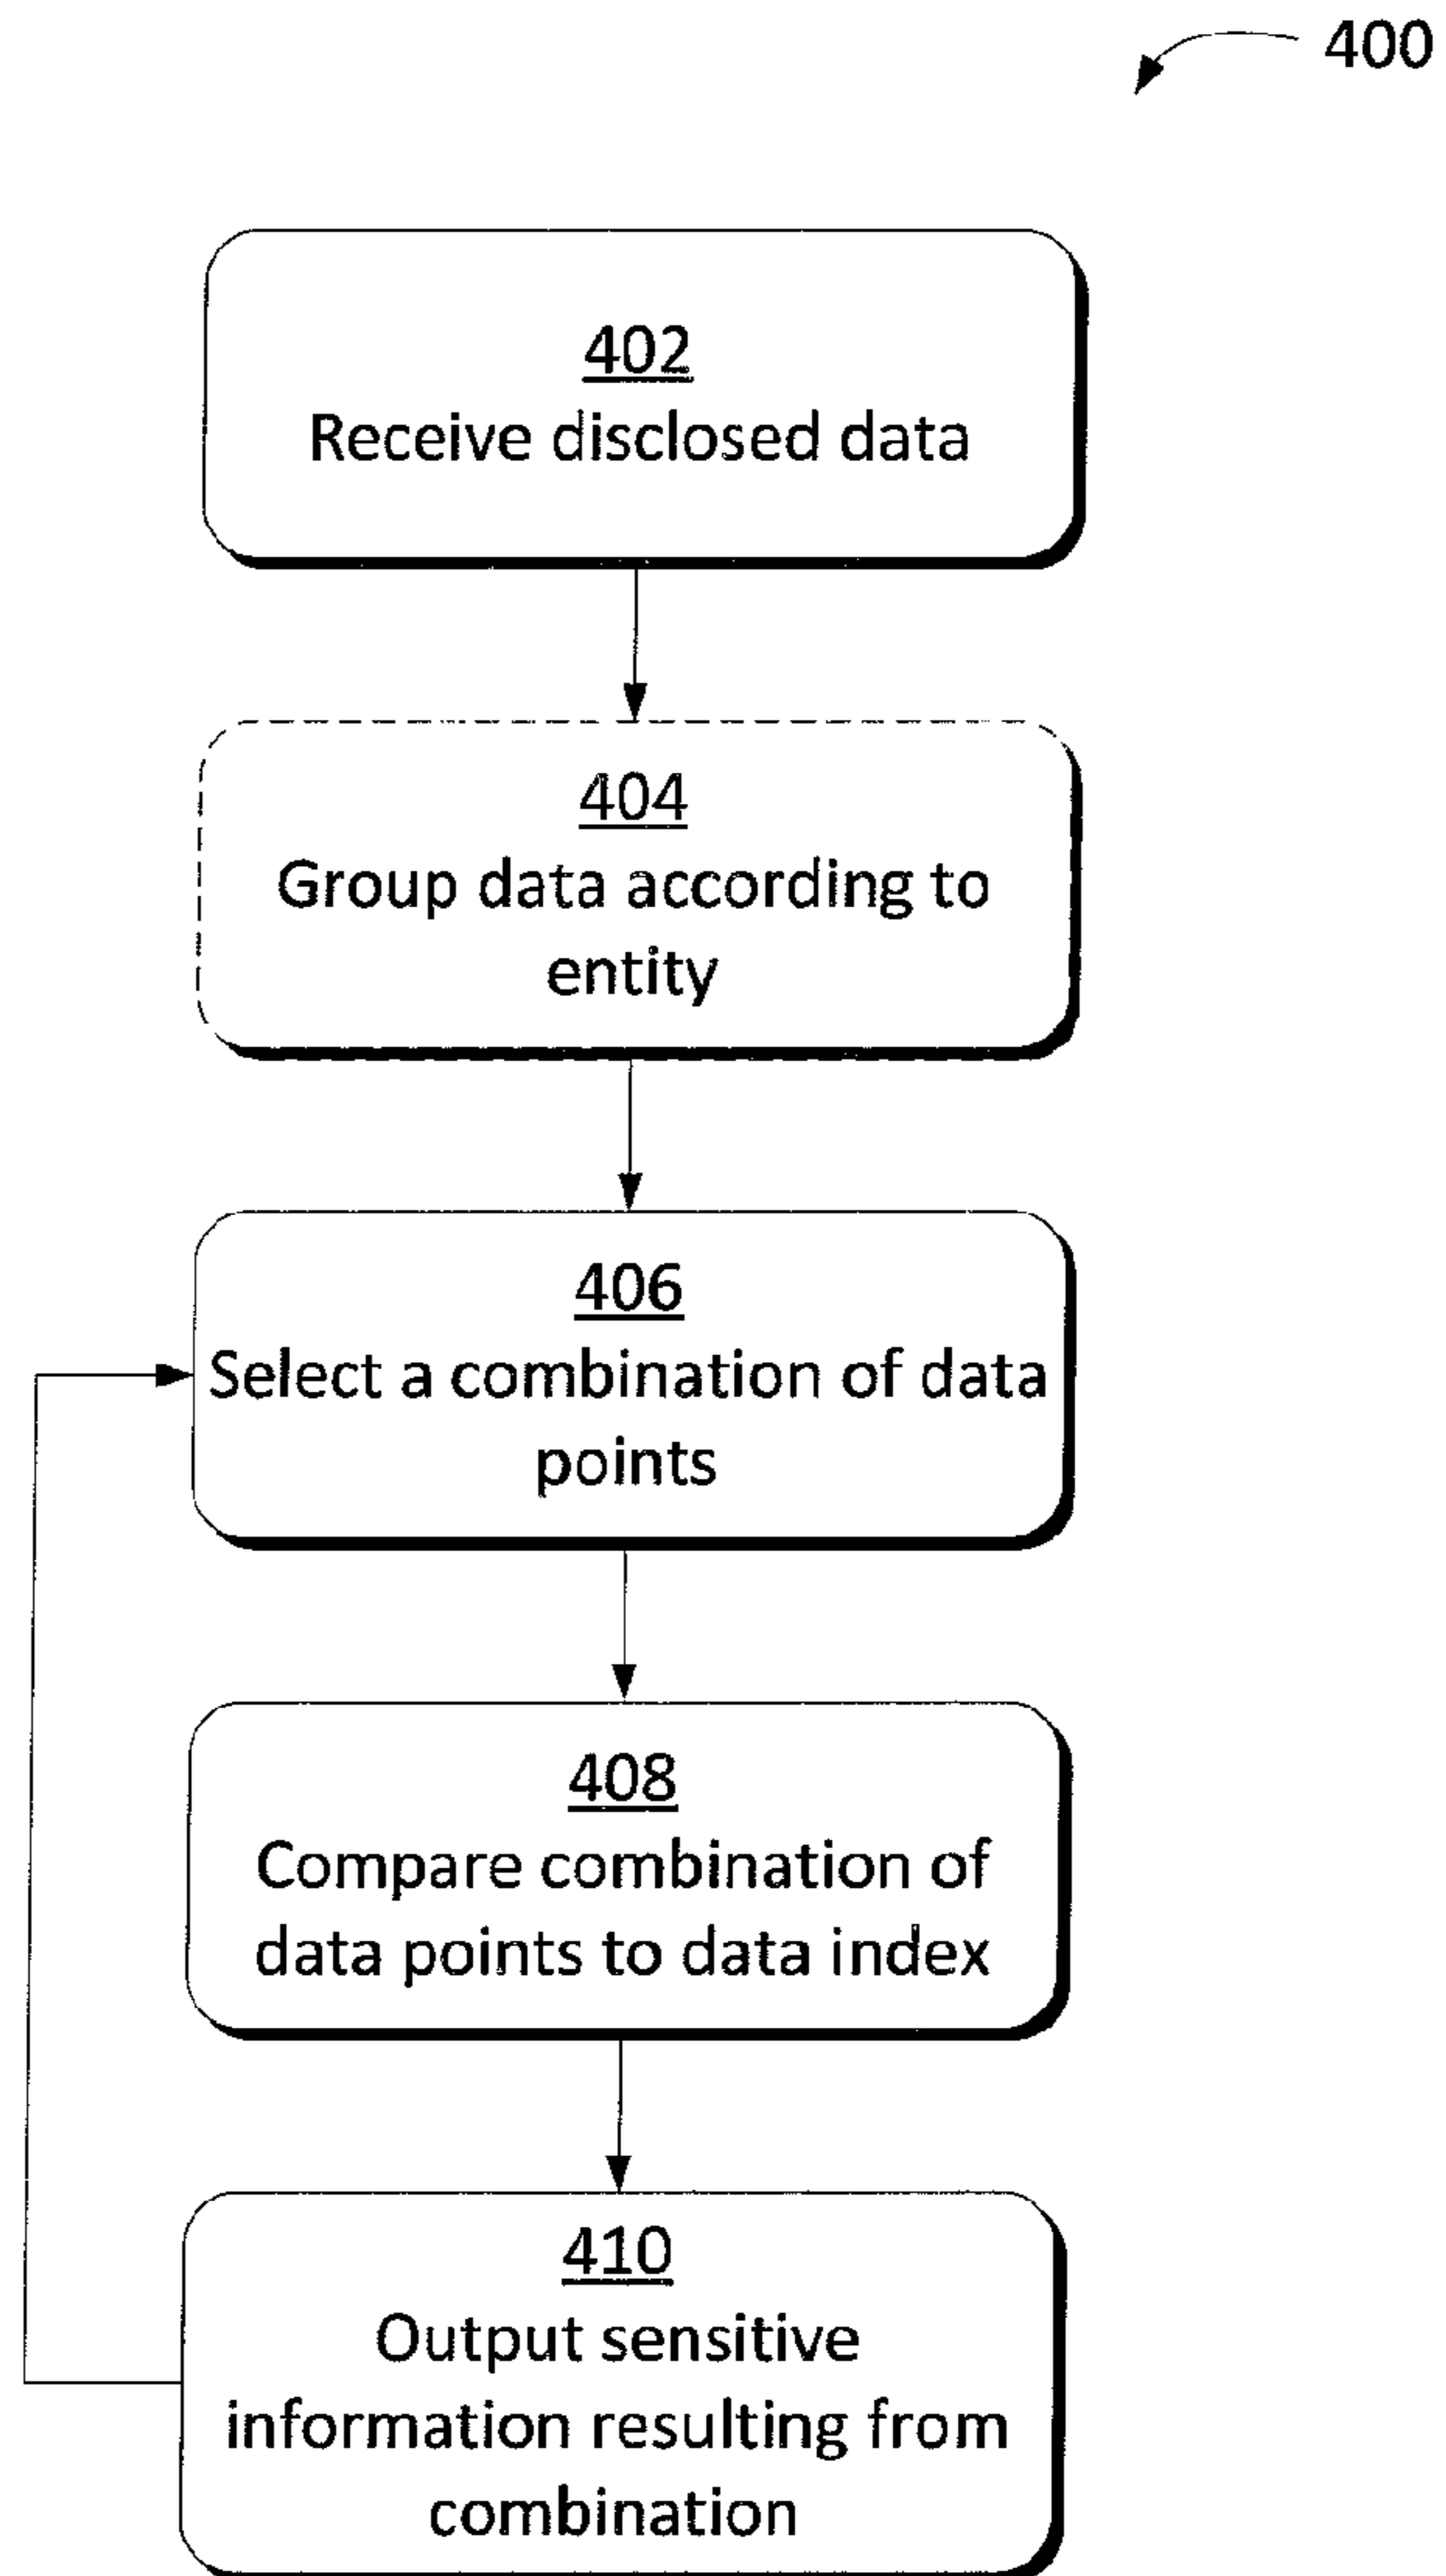 400
402
Receive disclosed data
404
Group data according to
entity
406
Select a combination of data
points
408
Compare combination of
data points to data index
410
Output sensitive
information resulting from
combination